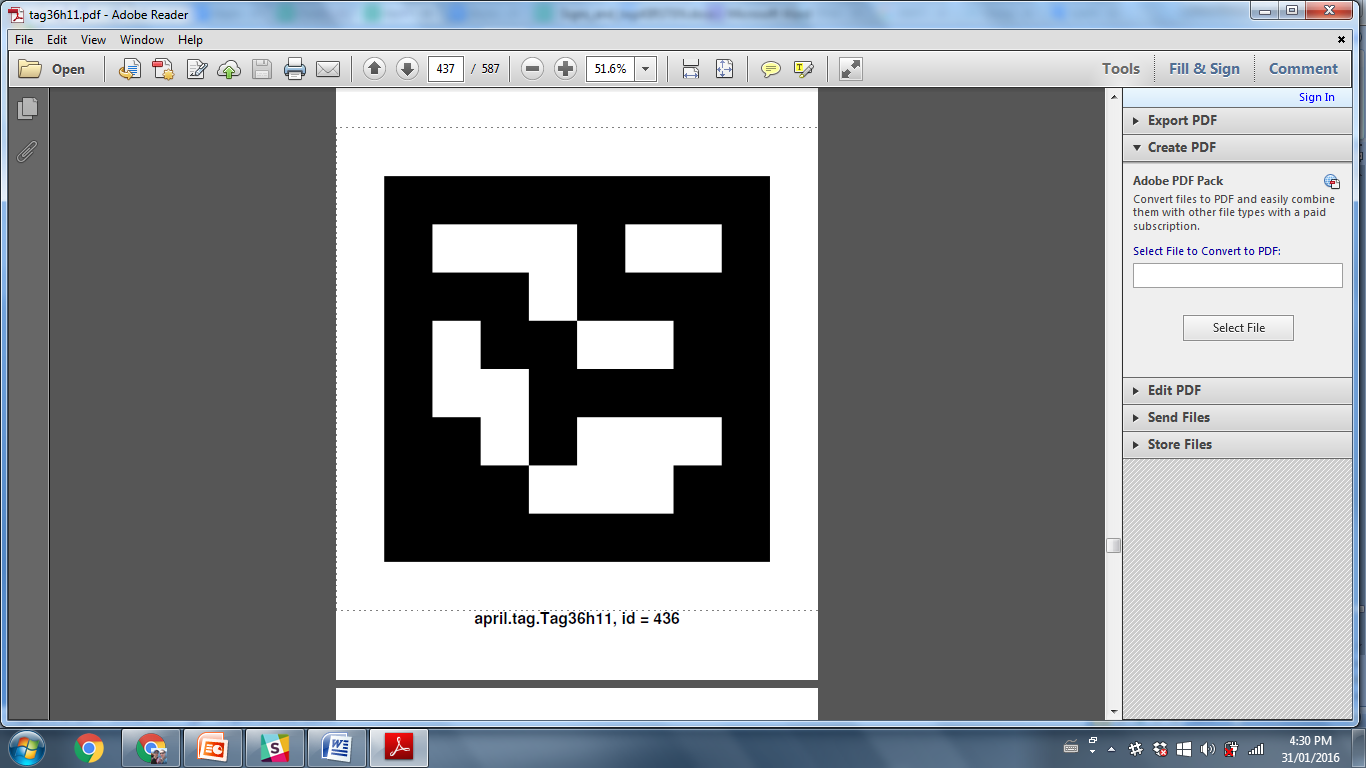 tag36h11.pdf - Adobe Reader
File Edit View Window Help
Open 437 / 587 51.6% Tools Fill & Sign Comment
Sign In
Export PDF
Create PDF
Adobe PDF Pack
Convert files to PDF and easily combine
them with other file types with a paid
subscription.
Select File to Convert to PDF:
Select File
Edit PDF
Send Files
Store Files
april.tag.Tag36h11, id = 436
4:30 PM
31/01/2016